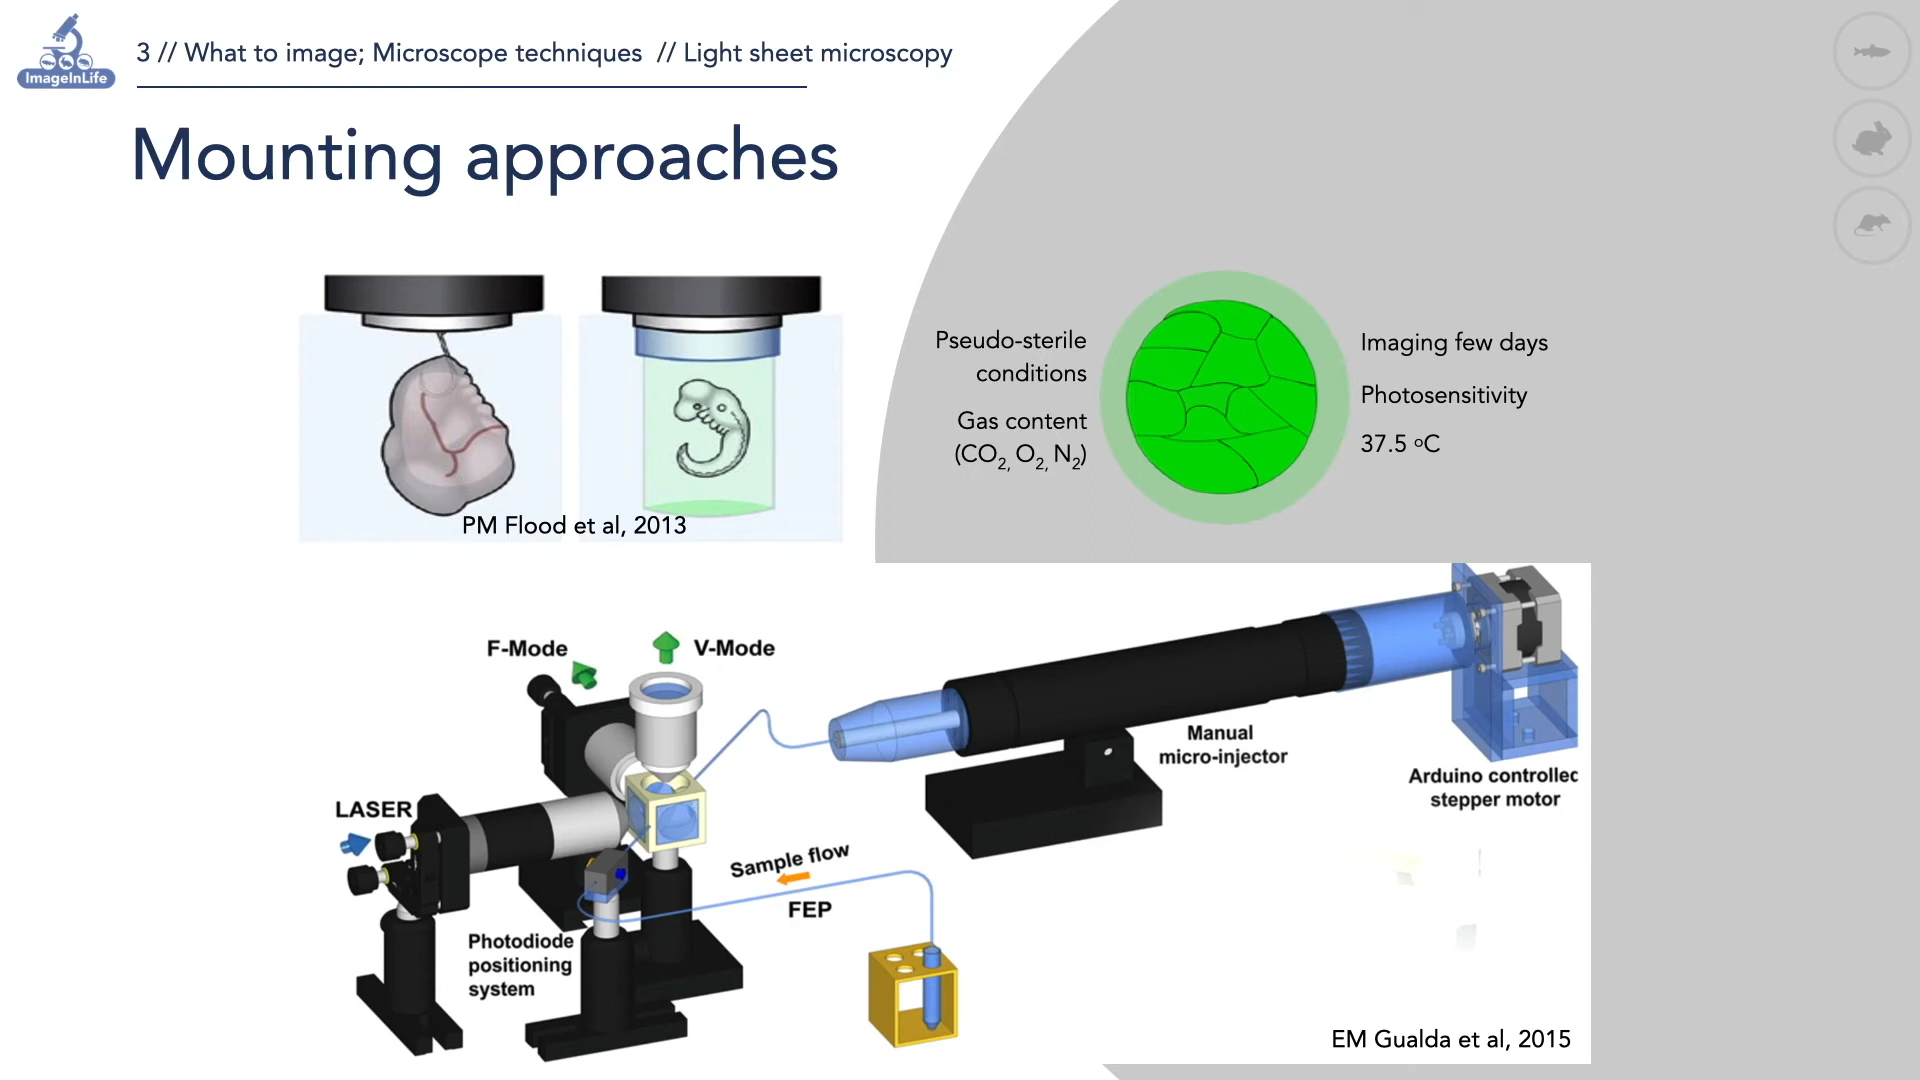 ImageInLife
3 // What to image; Microscope techniques // Light sheet microscopy
Mounting approaches
PM Flood et al, 2013
Pseudo-sterile
conditions
Gas content
(CO2, O2, N2)
Imaging few days
Photosensitivity
37.5 ºC
F-Mode
V-Mode
LASER
Manual
micro-injector
Arduino controllec
stepper motor
Sample flow
FEP
Photodiode
positioning
system
EM Gualda et al, 2015